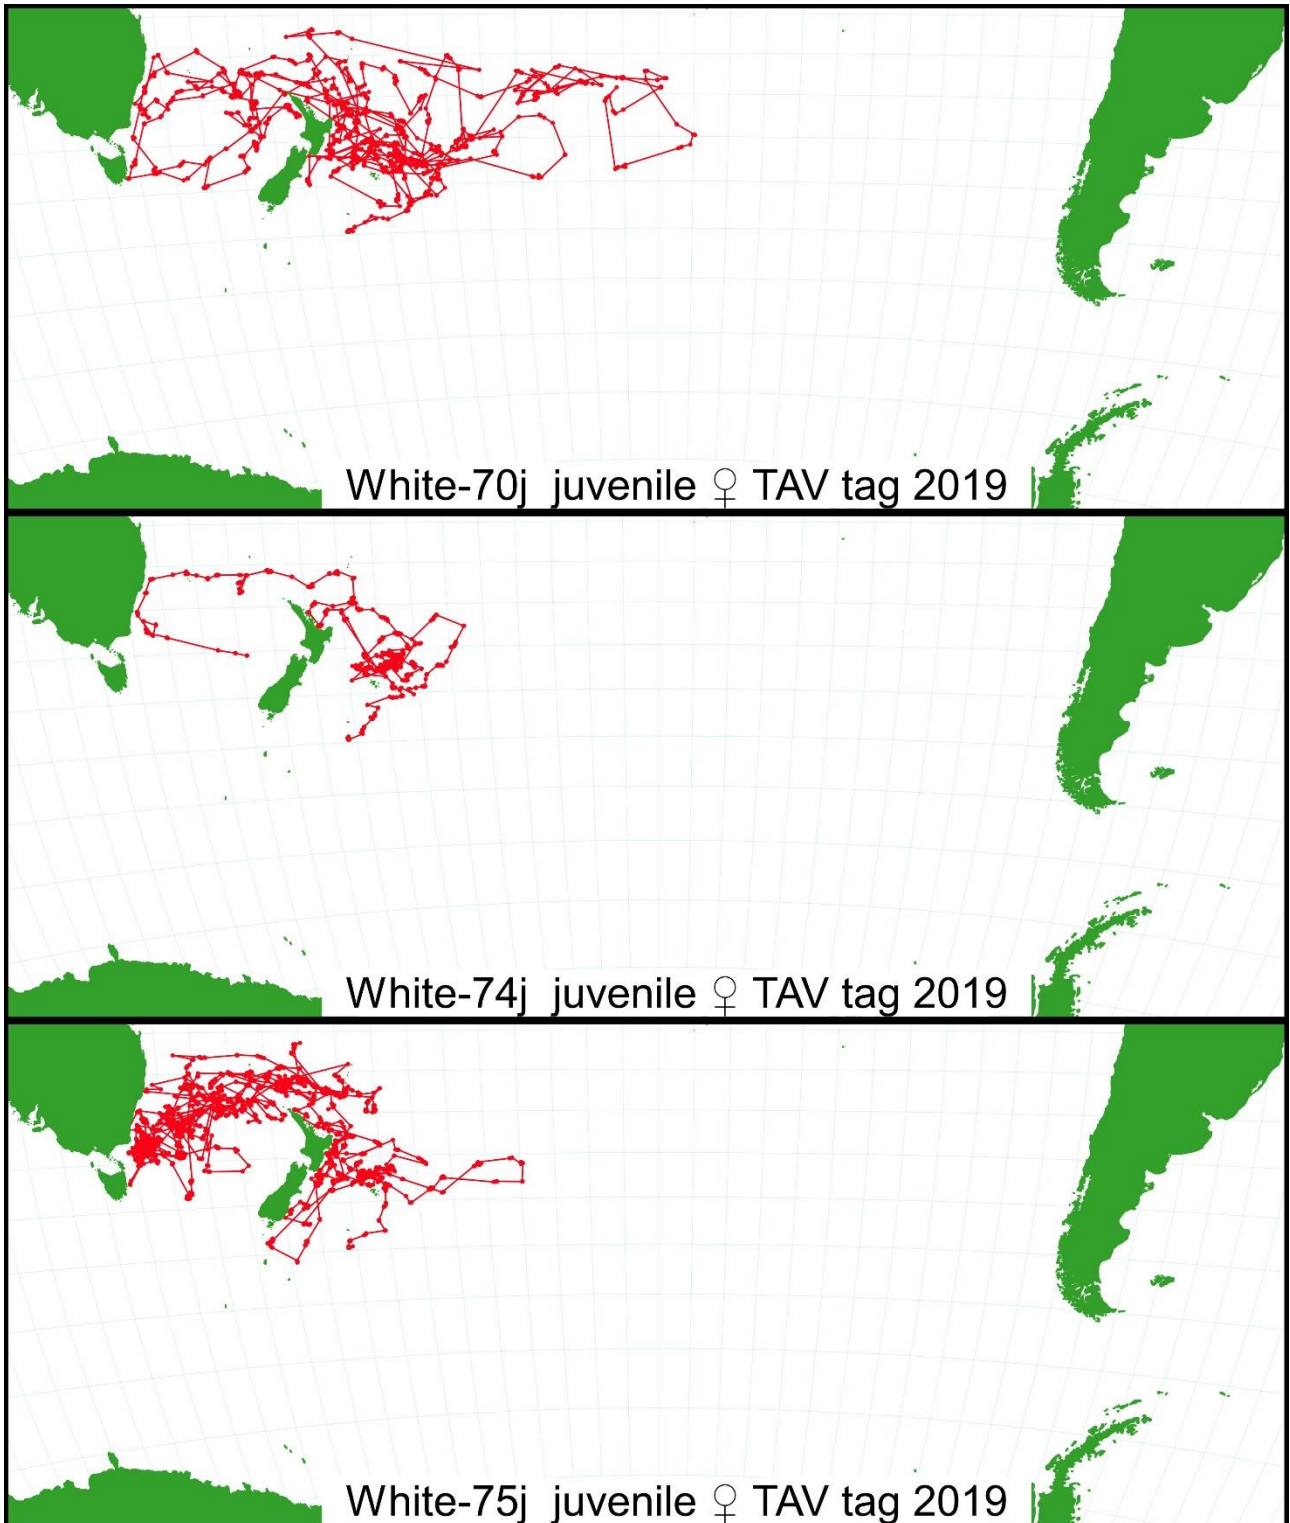 White-70j juvenile ♀ TAV tag 2019
White-74j juvenile ♀ TAV tag 2019
White-75j juvenile ♀ TAV tag 2019